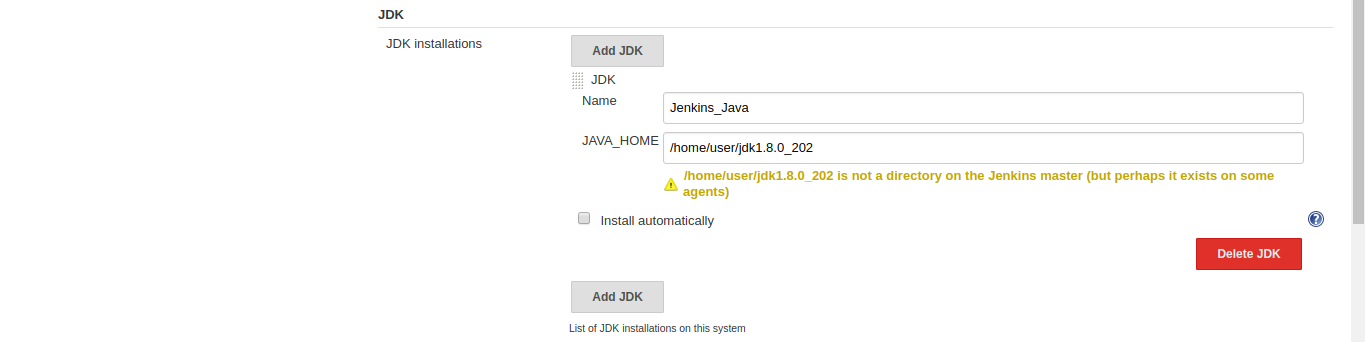 JDK
JDK installations
Add JDK
JDK
Name
Jenkins_Java
JAVA_HOME
/home/user/jdk1.8.0_202
/home/user/jdk1.8.0_202 is not a directory on the Jenkins master (but perhaps it exists on some
agents)
Install automatically
?
Delete JDK
Add JDK
List of JDK installations on this system